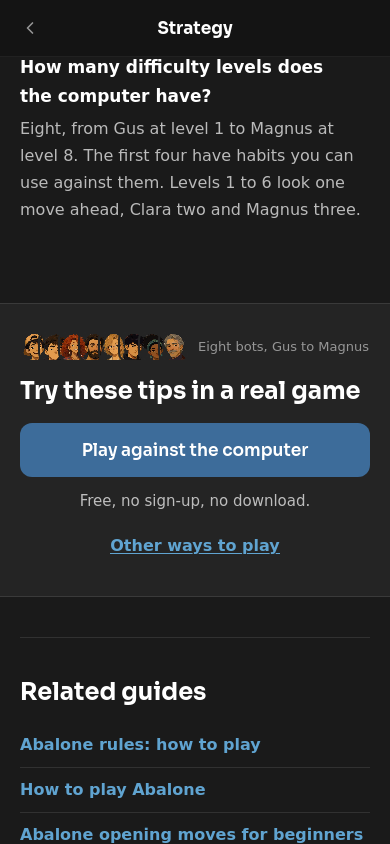 Strategy
How many difficulty levels does
the computer have?
Eight, from Gus at level 1 to Magnus at
level 8. The first four have habits you can
use against them. Levels 1 to 6 look one
move ahead, Clara two and Magnus three.
Eight bots, Gus to Magnus
Try these tips in a real game
Play against the computer
Free, no sign-up, no download.
Other ways to play
Related guides
Abalone rules: how to play
How to play Abalone
Abalone opening moves for beginners